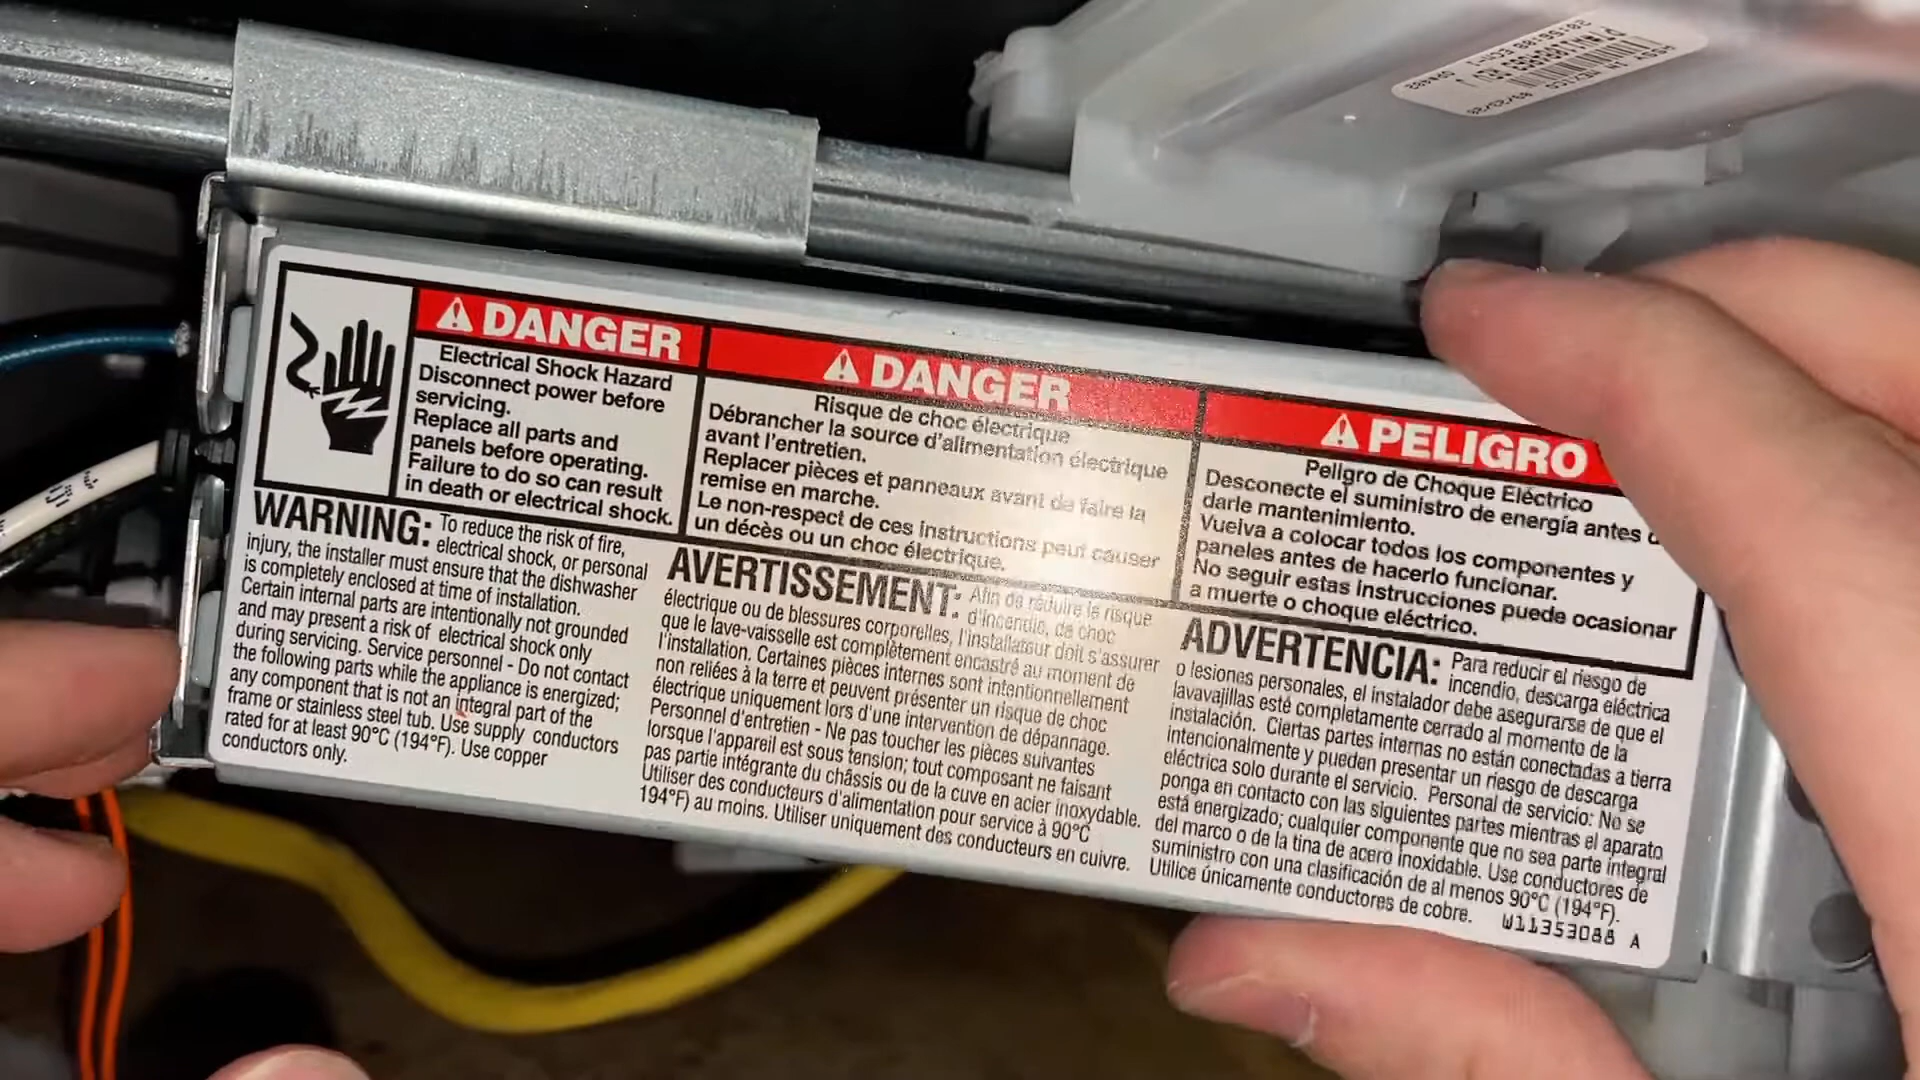 DANGER
Electrical Shock Hazard
Disconnect power before
servicing.
Replace all parts and
panels before operating.
Failure to do so can result
in death or electrical shock.
WARNING: To reduce the risk of fire,
electrical shock, or personal
injury, the installer must ensure that the dishwasher
is completely enclosed at time of installation.
Certain internal parts are intentionally not grounded
and may present a risk of electrical shock only
during servicing. Service personnel - Do not contact
the following parts while the appliance is energized;
any component that is not an integral part of the
frame or stainless steel tub. Use supply conductors
rated for at least 90°C (194°F). Use copper
conductors only.
DANGER
Risque de choc électrique
Débrancher la source d'alimentation électrique
avant l'entretien.
Replacer pièces et panneaux avant de faire la
remise en marche.
Le non-respect de ces instructions peut causer
un décès ou un choc électrique.
AVERTISSEMENT: Afin de réduire le risque
d'incendie, de choc
électrique ou de blessures corporelles, l'installateur doit s'assurer
que le lave-vaisselle est complètement encastré au moment de
l'installation. Certaines pièces internes sont intentionnellement
non reliées à la terre et peuvent présenter un risque de choc
électrique uniquement lors d'une intervention de dépannage.
Personnel d'entretien - Ne pas toucher les pièces suivantes
lorsque l'appareil est sous tension; tout composant ne faisant
pas partie intégrante du châssis ou de la cuve en acier inoxydable.
Utiliser des conducteurs d'alimentation pour service à 90°C
194°F) au moins. Utiliser uniquement des conducteurs en cuivre.
PELIGRO
Peligro de Choque Eléctrico
Desconecte el suministro de energía antes
darle mantenimiento.
Vuelva a colocar todos los componentes y
paneles antes de hacerlo funcionar.
No seguir estas instrucciones puede ocasionar
a muerte o choque eléctrico.
ADVERTENCIA: Para reducir el riesgo de
incendio, descarga eléctrica
o lesiones personales, el instalador debe asegurarse de que el
lavavajillas esté completamente cerrado al momento de la
instalación. Ciertas partes internas no están conectadas a tierra
intencionalmente y pueden presentar un riesgo de descarga
eléctrica solo durante el servicio. Personal de servicio: No se
ponga en contacto con las siguientes partes mientras el aparato
está energizado; cualquier componente que no sea parte integral
del marco o de la tina de acero inoxidable. Use conductores de
suministro con una clasificación de al menos 90°C (194°F).
Utilice únicamente conductores de cobre.
W11353088 A